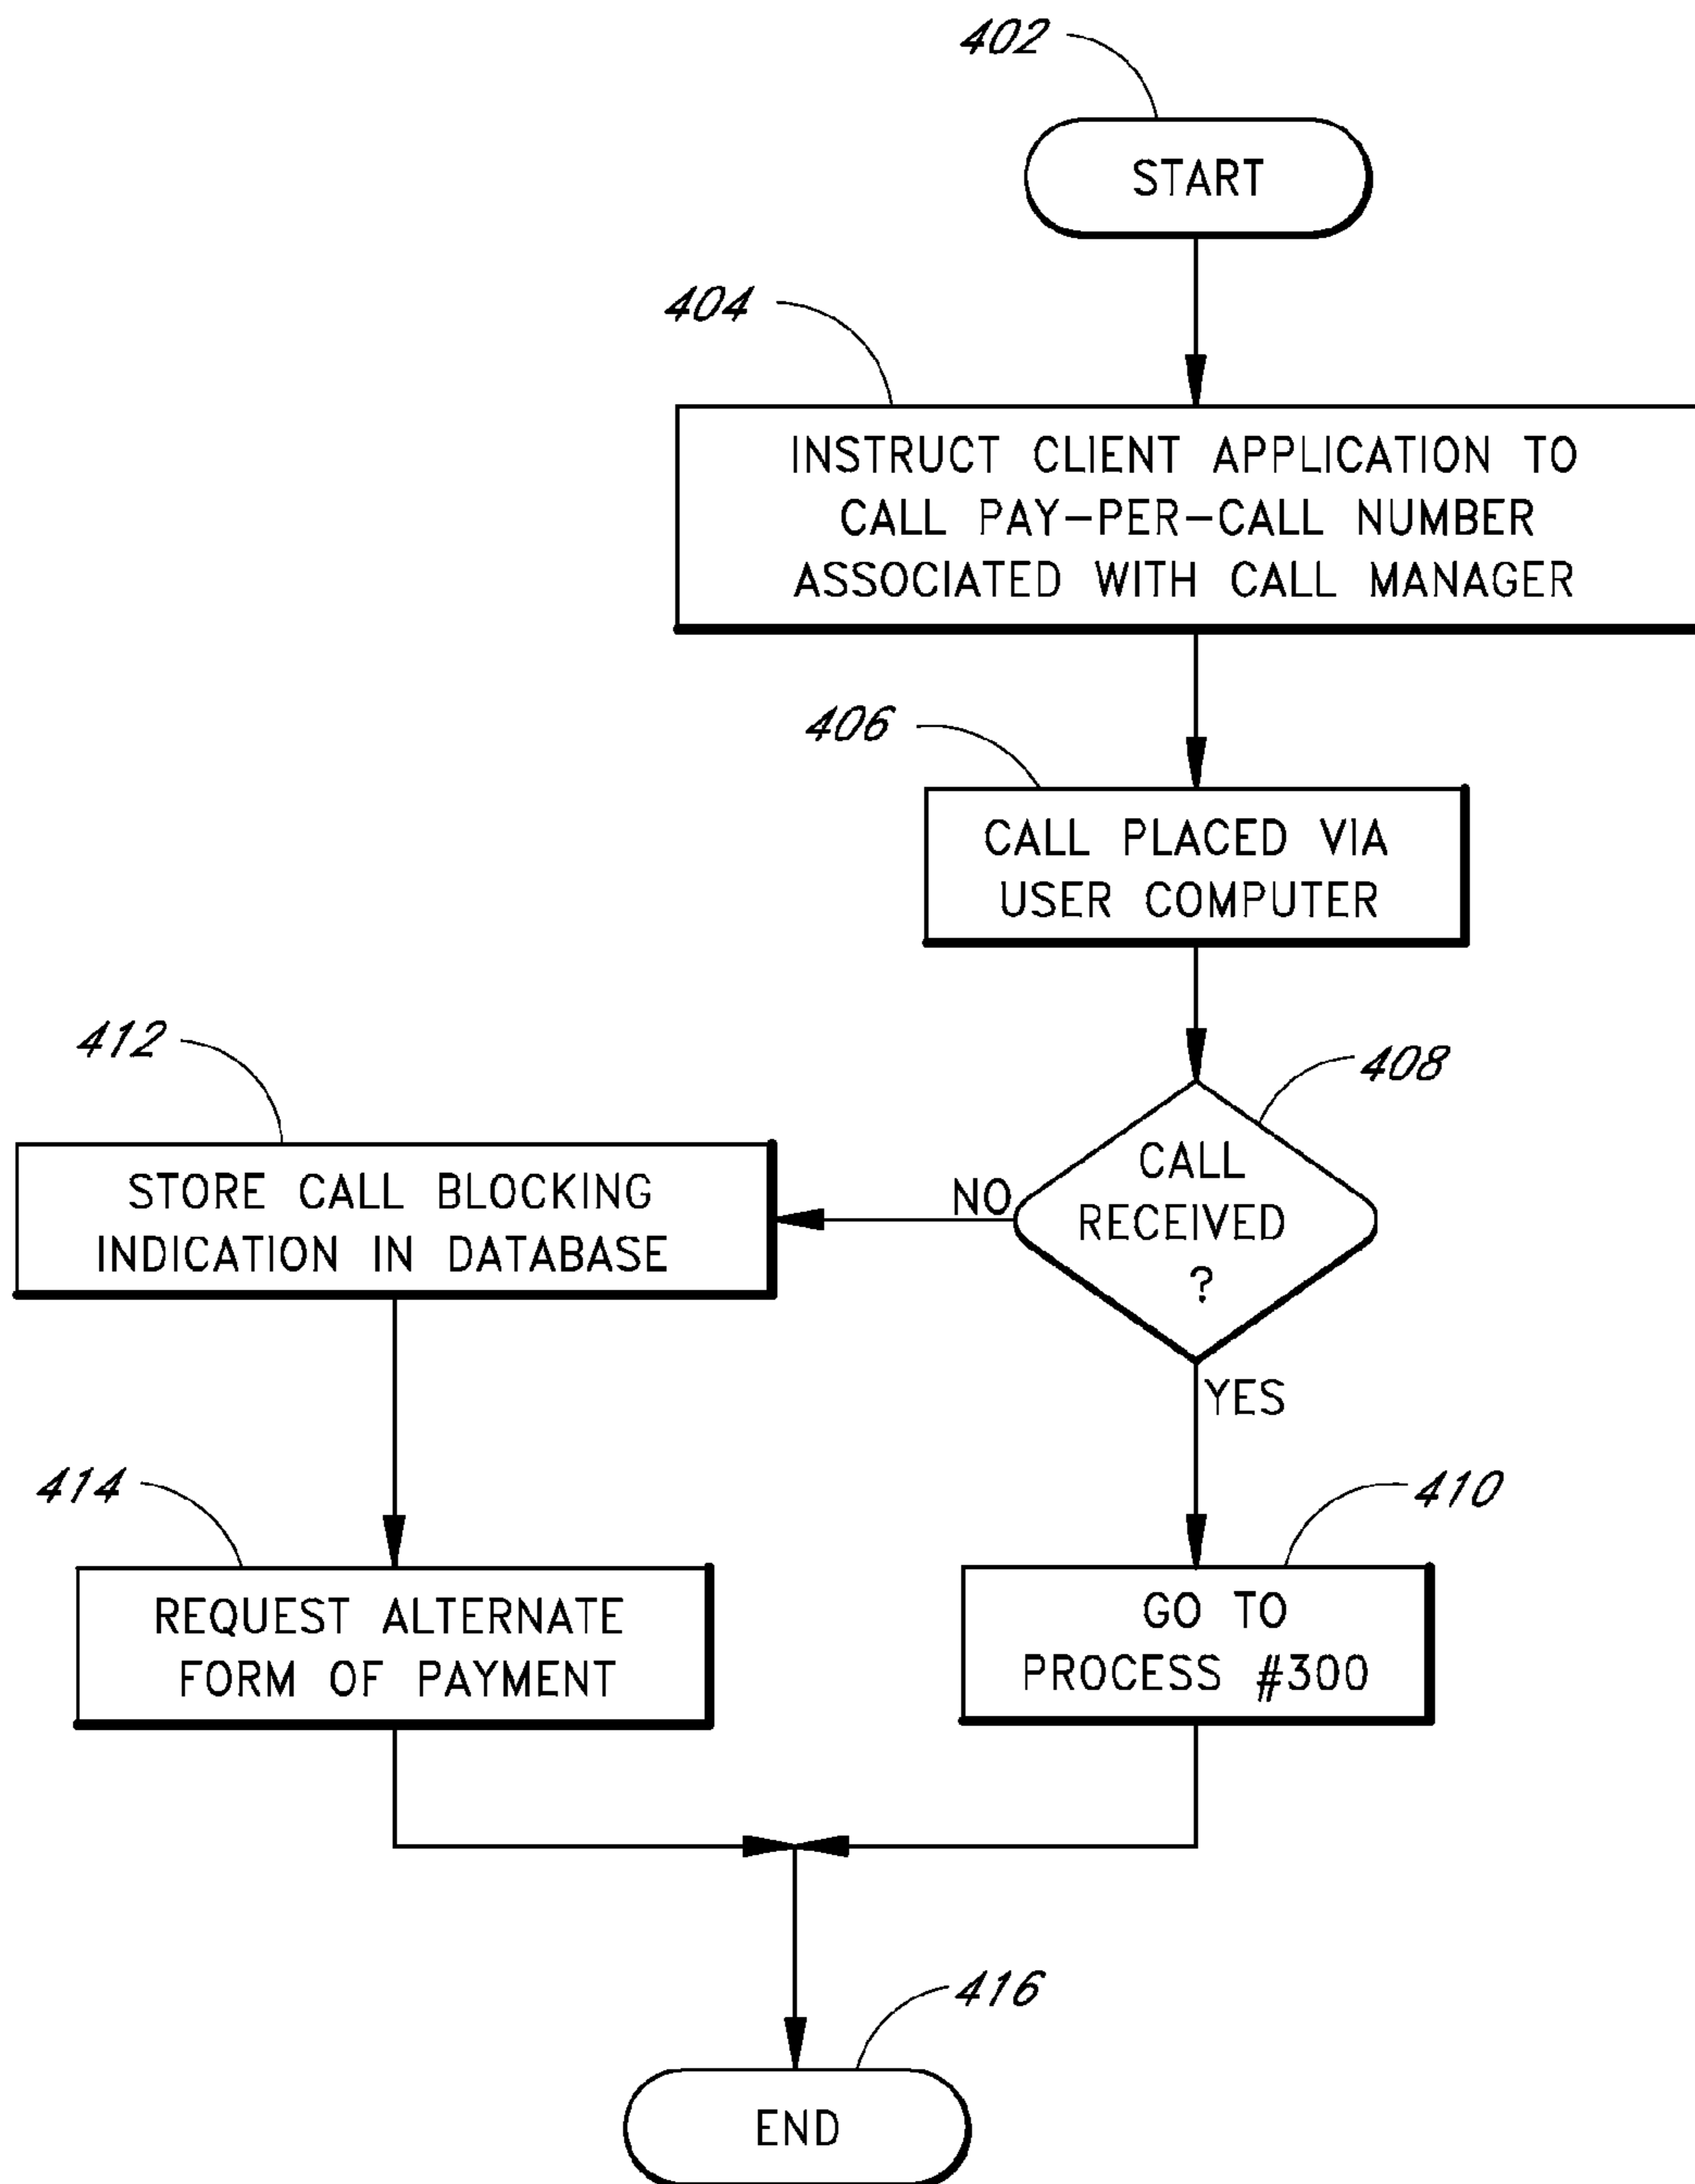 402
START
404
INSTRUCT CLIENT APPLICATION TO
CALL PAY-PER-CALL NUMBER
ASSOCIATED WITH CALL MANAGER
406
CALL PLACED VIA
USER COMPUTER
408
CALL
RECEIVED
?
NO
YES
412
STORE CALL BLOCKING
INDICATION IN DATABASE
414
REQUEST ALTERNATE
FORM OF PAYMENT
410
GO TO
PROCESS #300
416
END